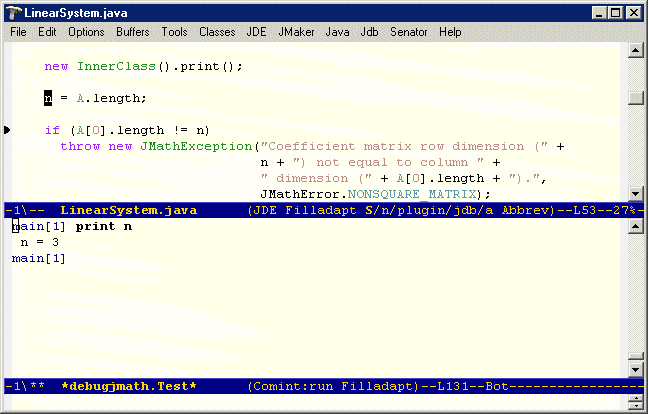 LinearSystem.java
File Edit Options Buffers Tools Classes JDE JMaker Java Jdb Senator Help
new InnerClass().print();
n = A.length;
if (A[0].length != n)
throw new JMathException("Coefficient matrix row dimension (" +
n + ") not equal to column " +
" dimension (" + A[0].length + ").",
JMathError.NONSQUARE_MATRIX);
-1\-- LinearSystem.java (JDE Filladapt S/n/plugin/jdb/a Abbrev)--L53--27%-
main[1] print n
n = 3
main[1]
-1\** *debugjmath.Test* (Comint:run Filladapt)--L131--Bot----------------